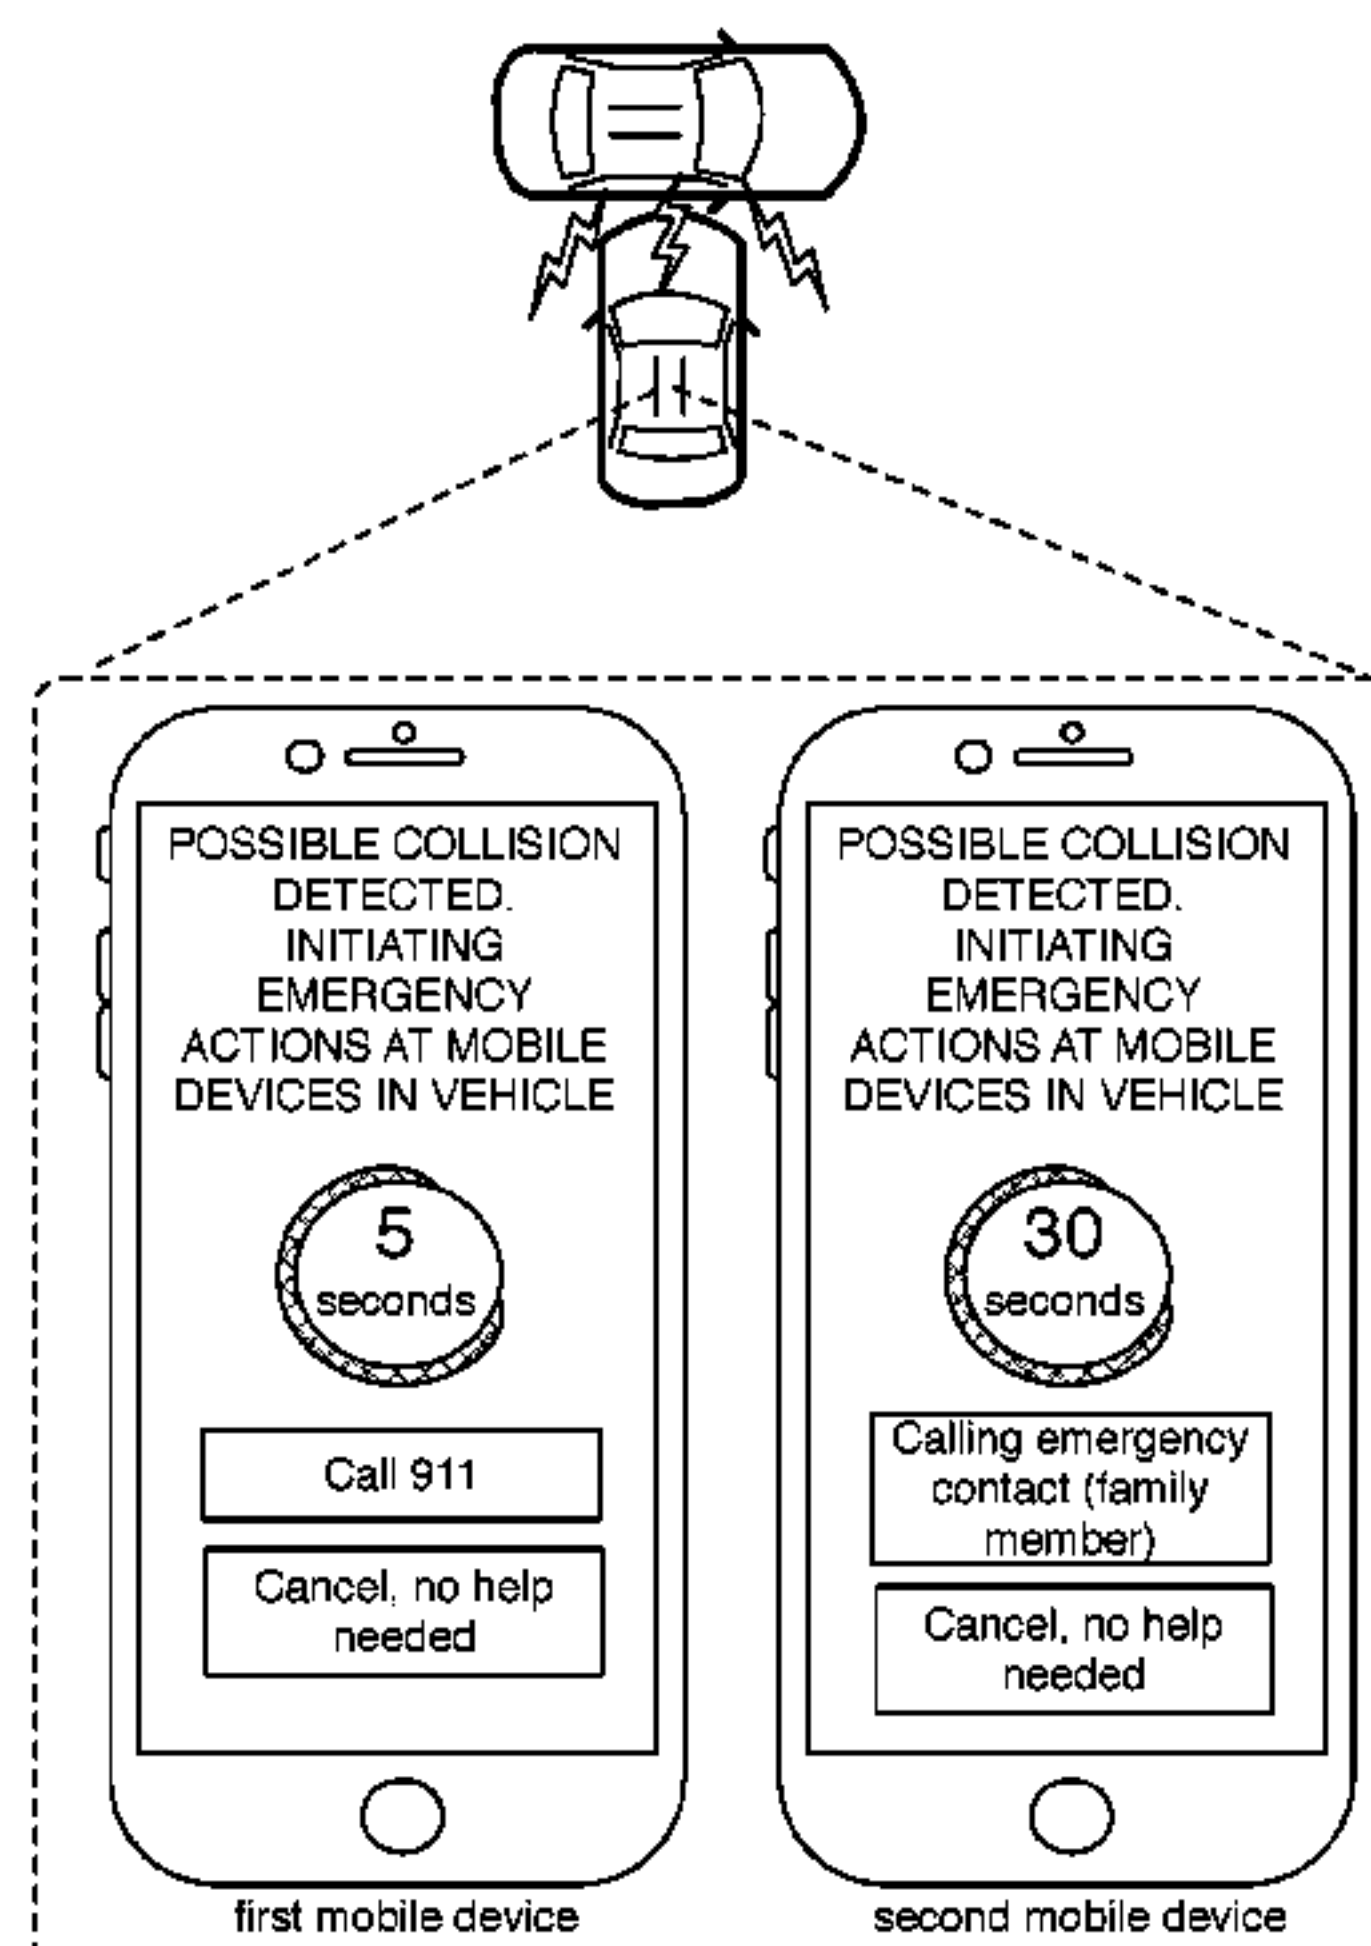 POSSIBLE COLLISION
DETECTED.
INITIATING
EMERGENCY
ACTIONS AT MOBILE
DEVICES IN VEHICLE
5
seconds
Call 911
Cancel, no help
needed
first mobile device
POSSIBLE COLLISION
DETECTED.
INITIATING
EMERGENCY
ACTIONS AT MOBILE
DEVICES IN VEHICLE
30
seconds
Calling emergency
contact (family
member)
Cancel, no help
needed
second mobile device